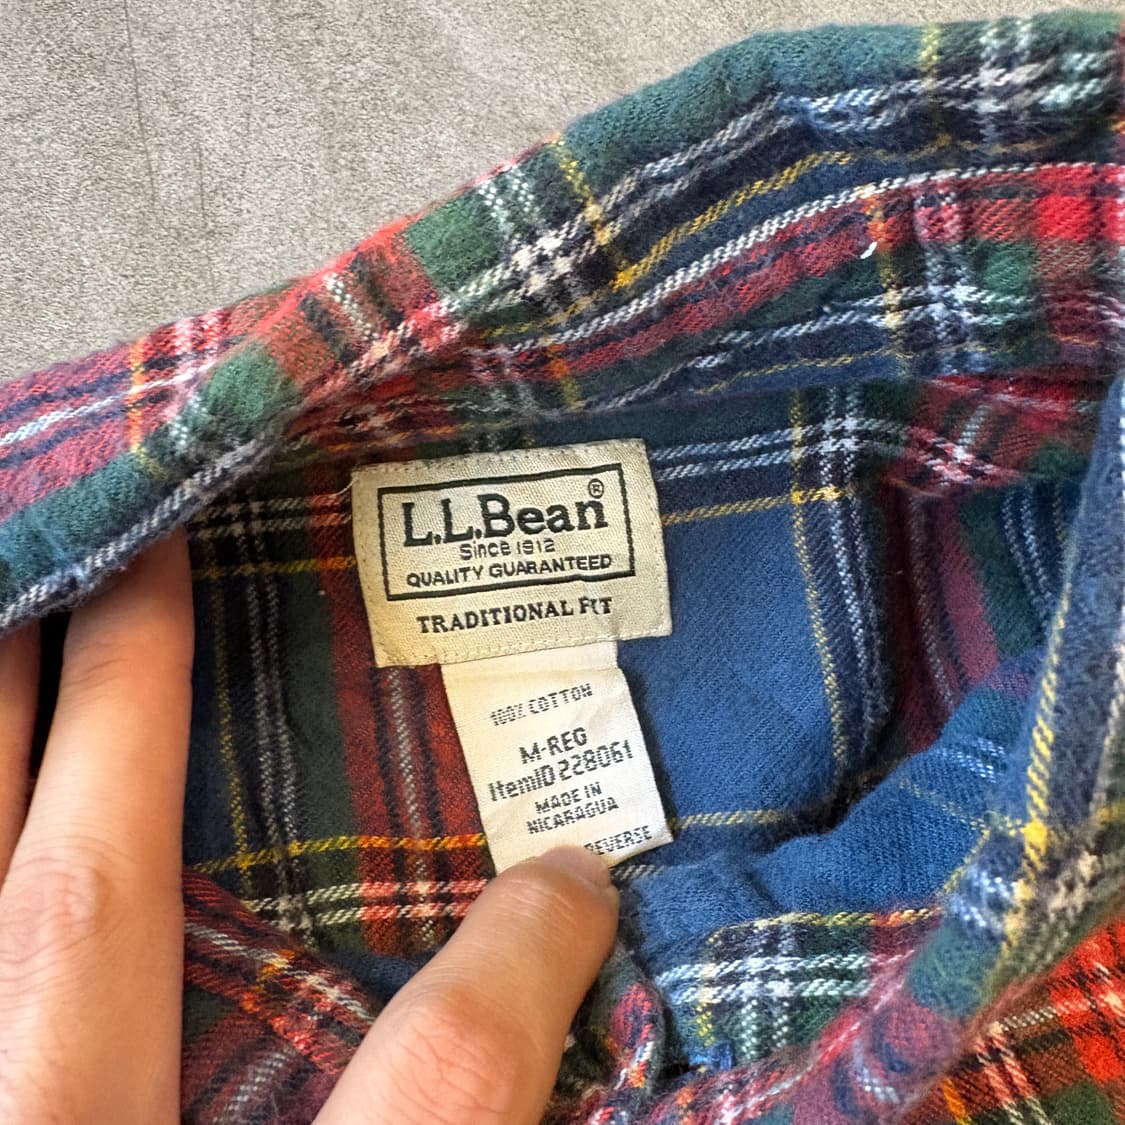 L.L.Bean®
Since 1912
QUALITY GUARANTEED
TRADITIONAL FIT
100% COTTON
M-REG
ItemID 228061
MADE IN
NICARAGUA
REVERSE